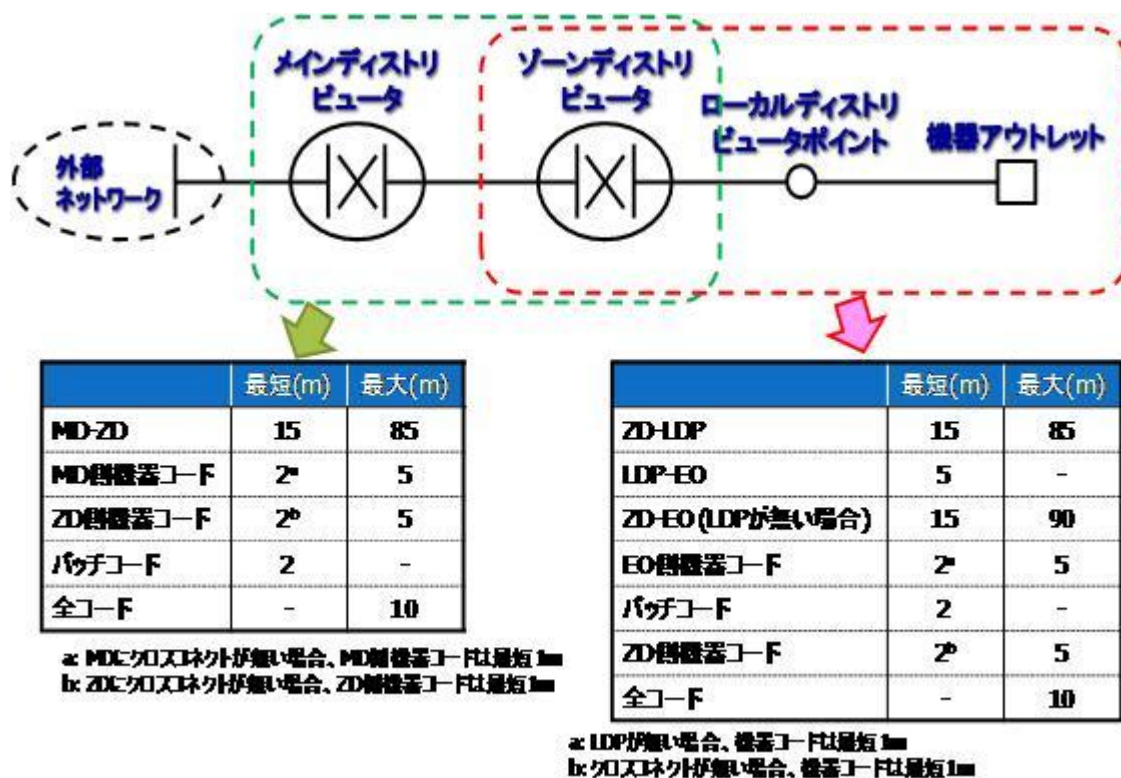 メインディストリ
ビュータ
ゾーンディストリ
ビュータ
ローカルディストリ
ビュータポイント
機器アウトレット
外部
ネットワーク
最短(m) 最大(m)
MD-ZD 15 85
MD側機器コード 2a 5
ZD側機器コード 2b 5
パッチコード 2 -
全コード - 10
a: MDにクロスコネクトが無い場合、MD側機器コードは最短1m
b: ZDにクロスコネクトが無い場合、ZD側機器コードは最短1m
最短(m) 最大(m)
ZD-LDP 15 85
LDP-EO 5 -
ZD-EO (LDPが無い場合) 15 90
EO側機器コード 2a 5
パッチコード 2 -
ZD側機器コード 2b 5
全コード - 10
a: LDPが無い場合、機器コードは最短1m
b: クロスコネクトが無い場合、機器コードは最短1m